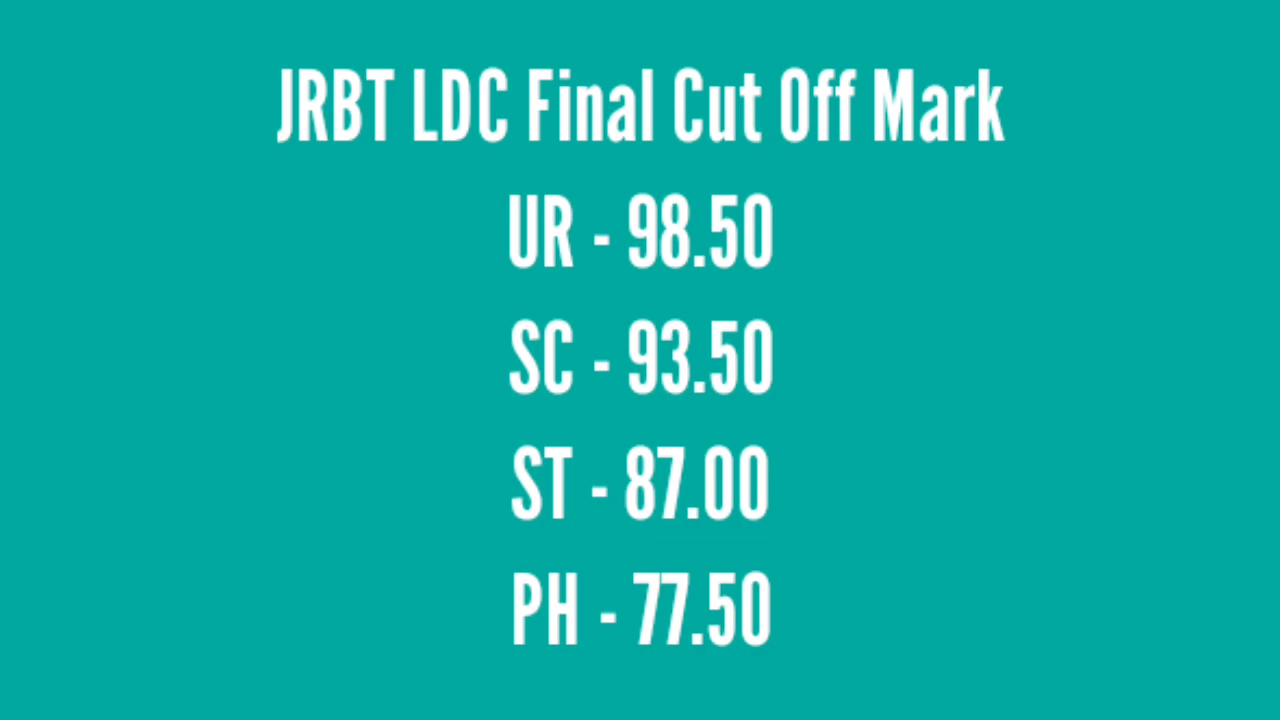 JRBT LDC Final Cut Off Mark
UR - 98.50
SC - 93.50
ST - 87.00
PH - 77.50